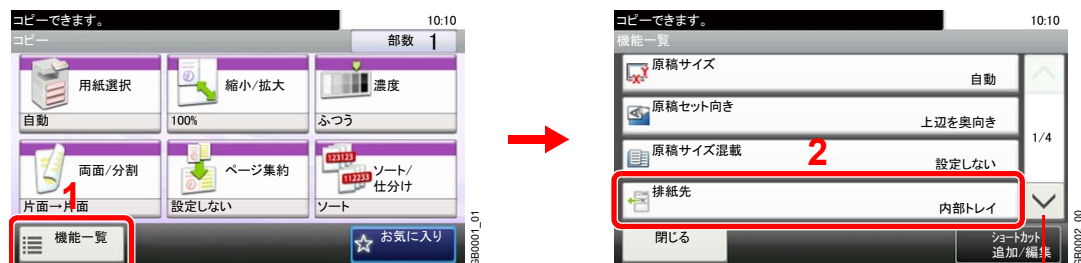 コピーできます。 10:10
コピー 部数 1
用紙選択 縮小/拡大 濃度
自動 100% ふつう
123123
112233
両面/分割 ページ集約 ソート/
仕分け
片面→片面 設定しない ソート
1
機能一覧 お気に入り
GB0001_01
コピーできます。 10:10
機能一覧
原稿サイズ
自動
原稿セット向き
上辺を奥向き
1/4
原稿サイズ混載
2
設定しない
排紙先
内部トレイ
閉じる ショートカット
追加/編集
GB0002_00